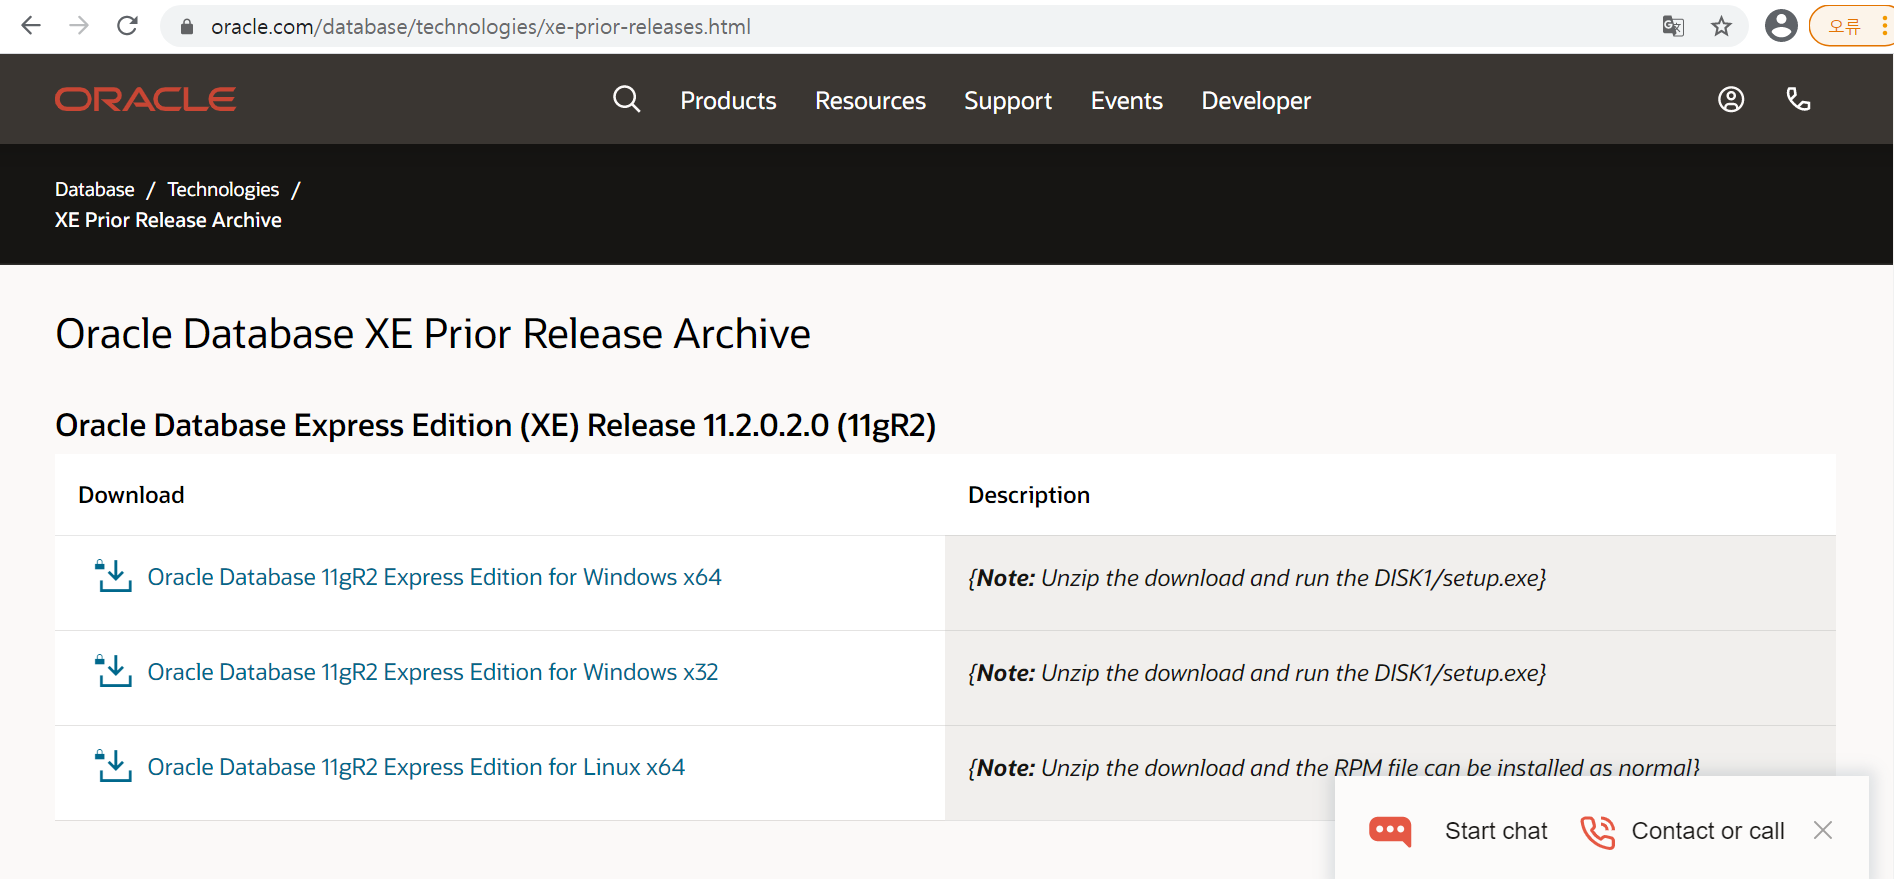 oracle.com/database/technologies/xe-prior-releases.html
오류
ORACLE
Products Resources Support Events Developer
Database / Technologies /
XE Prior Release Archive
Oracle Database XE Prior Release Archive
Oracle Database Express Edition (XE) Release 11.2.0.2.0 (11gR2)
Download Description
Oracle Database 11gR2 Express Edition for Windows x64 {Note: Unzip the download and run the DISK1/setup.exe}
Oracle Database 11gR2 Express Edition for Windows x32 {Note: Unzip the download and run the DISK1/setup.exe}
Oracle Database 11gR2 Express Edition for Linux x64 {Note: Unzip the download and the RPM file can be installed as normal}
Start chat Contact or call